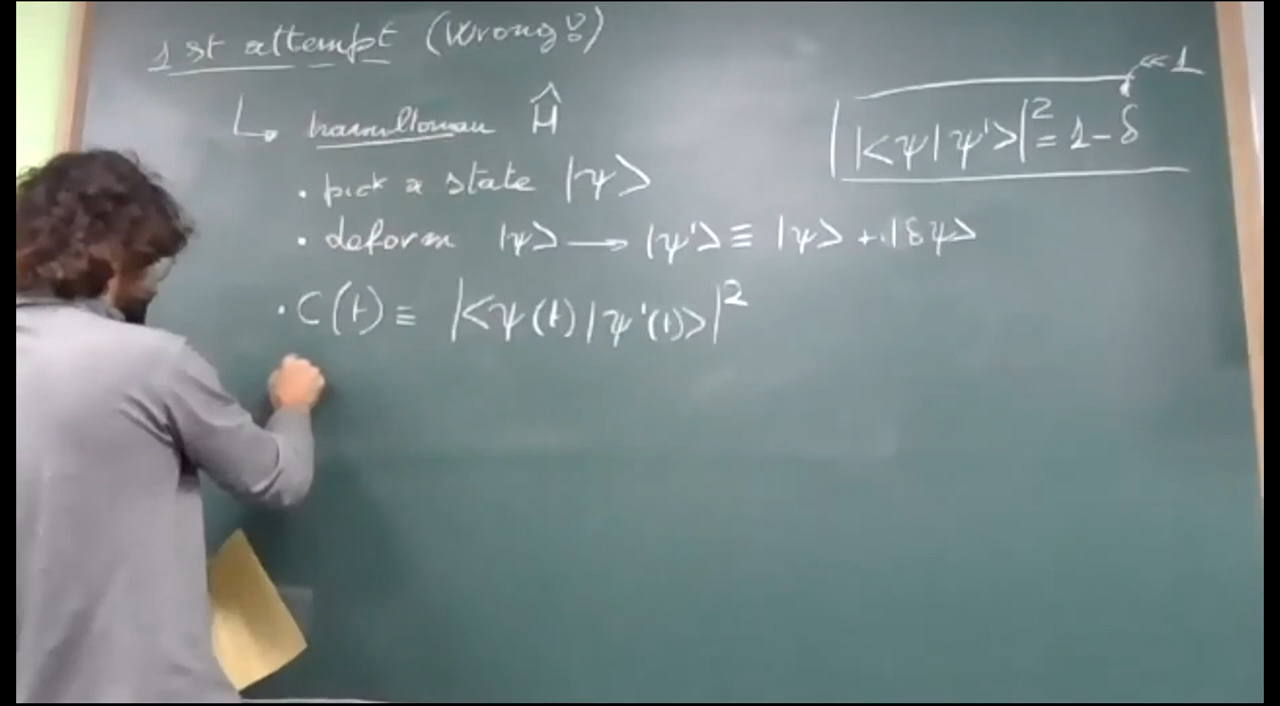 1st attempt (wrong!)
↳ hamiltonian Ĥ
|<ψ|ψ'>|² = 1-δ <<1
• pick a state |ψ>
• deform |ψ> → |ψ'> ≡ |ψ> + |δψ>
• C(t) ≡ |<ψ(t)|ψ'(t)>|²